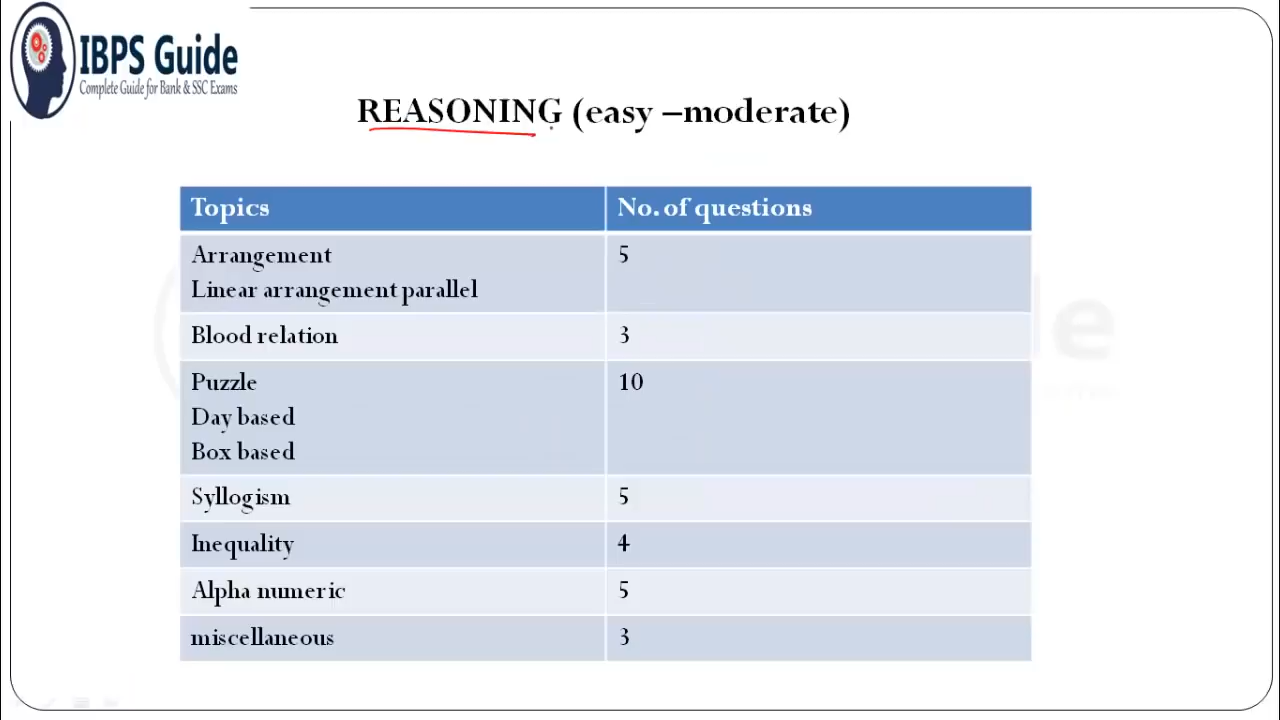 IBPS Guide
Complete Guide for Bank & SSC Exams
REASONING (easy –moderate)
Topics No. of questions
Arrangement 5
Linear arrangement parallel
Blood relation 3
Puzzle 10
Day based
Box based
Syllogism 5
Inequality 4
Alpha numeric 5
miscellaneous 3